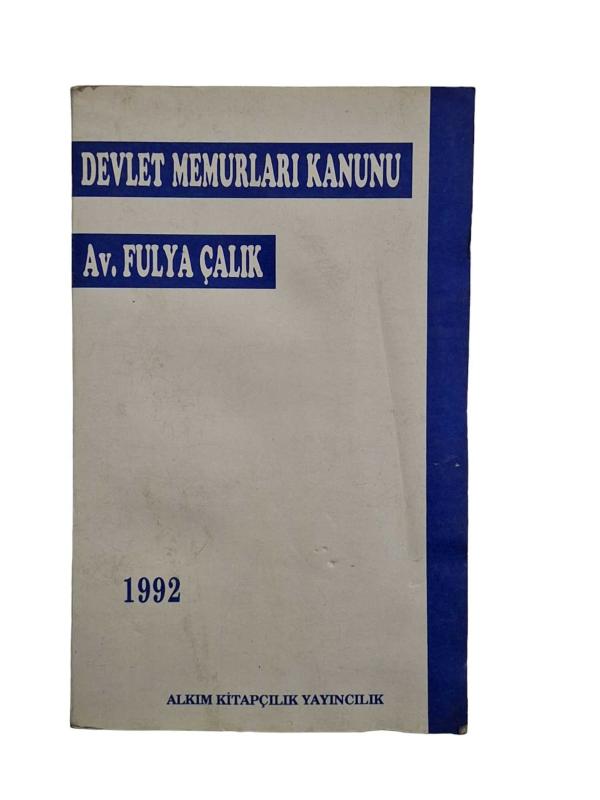 DEVLET MEMURLARI KANUNU
Av. FULYA ÇALIK
1992
ALKIM KİTAPÇILIK YAYINCILIK